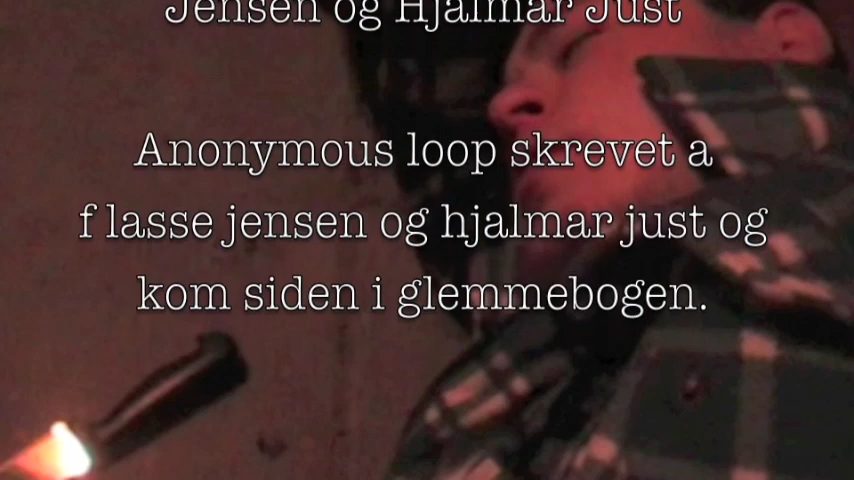 Jensen og Hjalmar Just
Anonymous loop skrevet a
f lasse jensen og hjalmar just og
kom siden i glemmebogen.